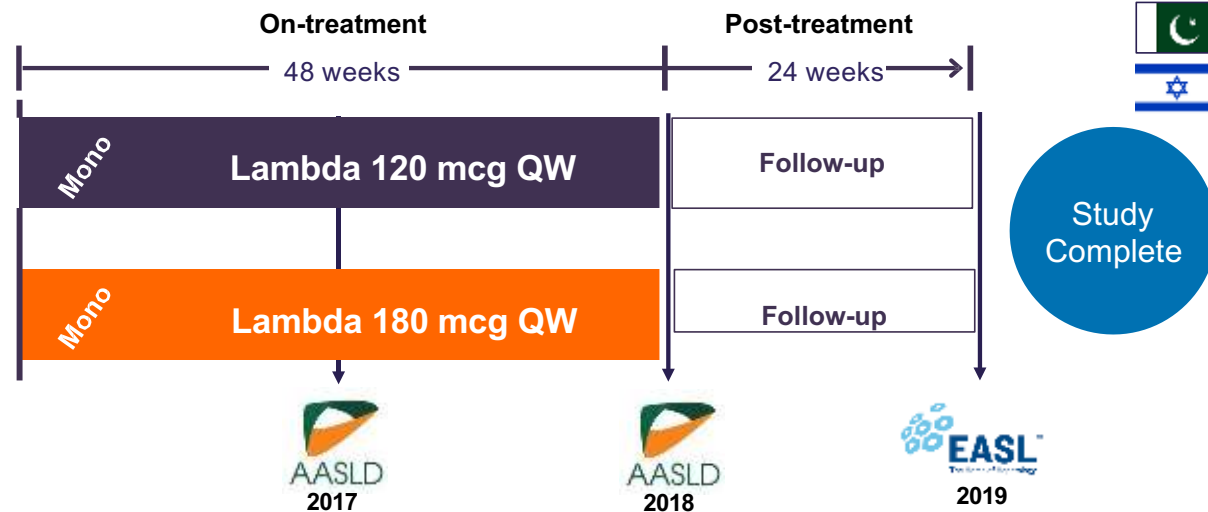 On-treatment
Post-treatment
48 weeks
24 weeks
Mono
Lambda 120 mcg QW
Follow-up
Study
Complete
Mono
Lambda 180 mcg QW
Follow-up
AASLD
2017
AASLD
2018
EASL™
2019